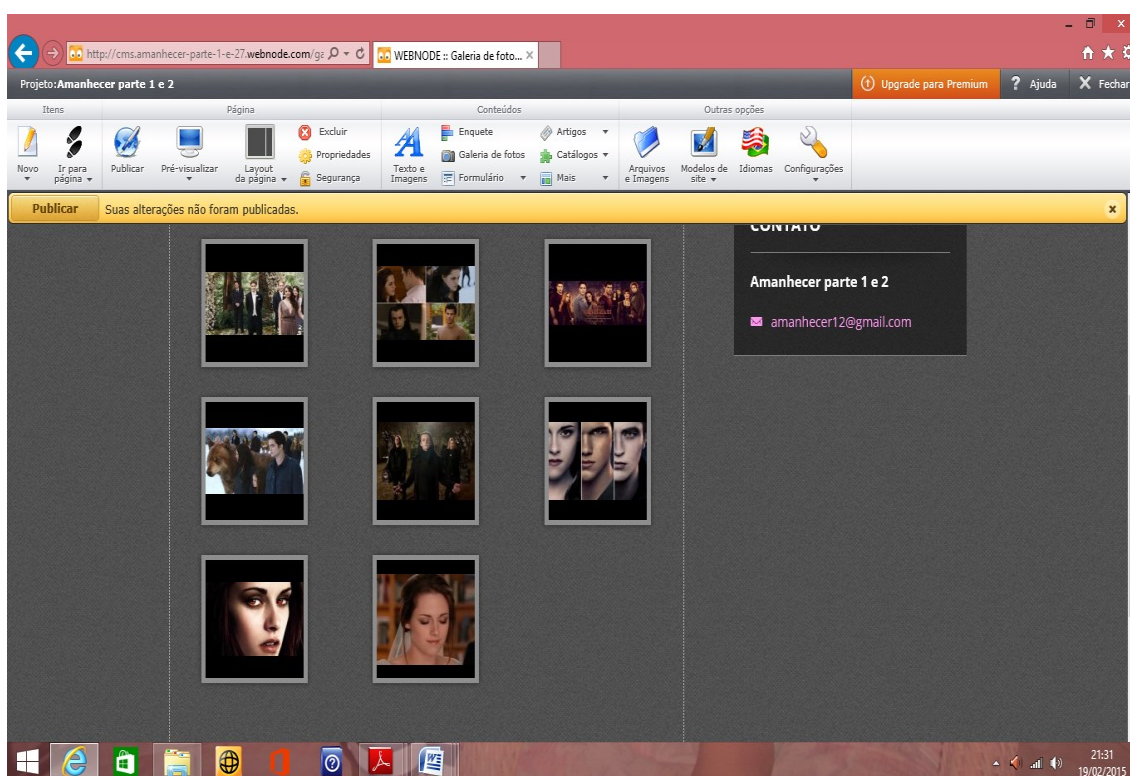 http://cms.amanhecer-parte-1-e-27.webnode.com/ga
WEBNODE :: Galeria de foto...
Projeto:Amanhecer parte 1 e 2
Upgrade para Premium
? Ajuda
X Fechar
Itens
Página
Conteúdos
Outras opções
Novo
Ir para
página
Publicar
Pré-visualizar
Layout
da página
Excluir
Propriedades
Segurança
Texto e
Imagens
Enquete
Galeria de fotos
Formulário
Artigos
Catálogos
Mais
Arquivos
e Imagens
Modelos de
site
Idiomas
Configurações
Publicar
Suas alterações não foram publicadas.
CONTATO
Amanhecer parte 1 e 2
amanhecer12@gmail.com
21:31
19/02/2015